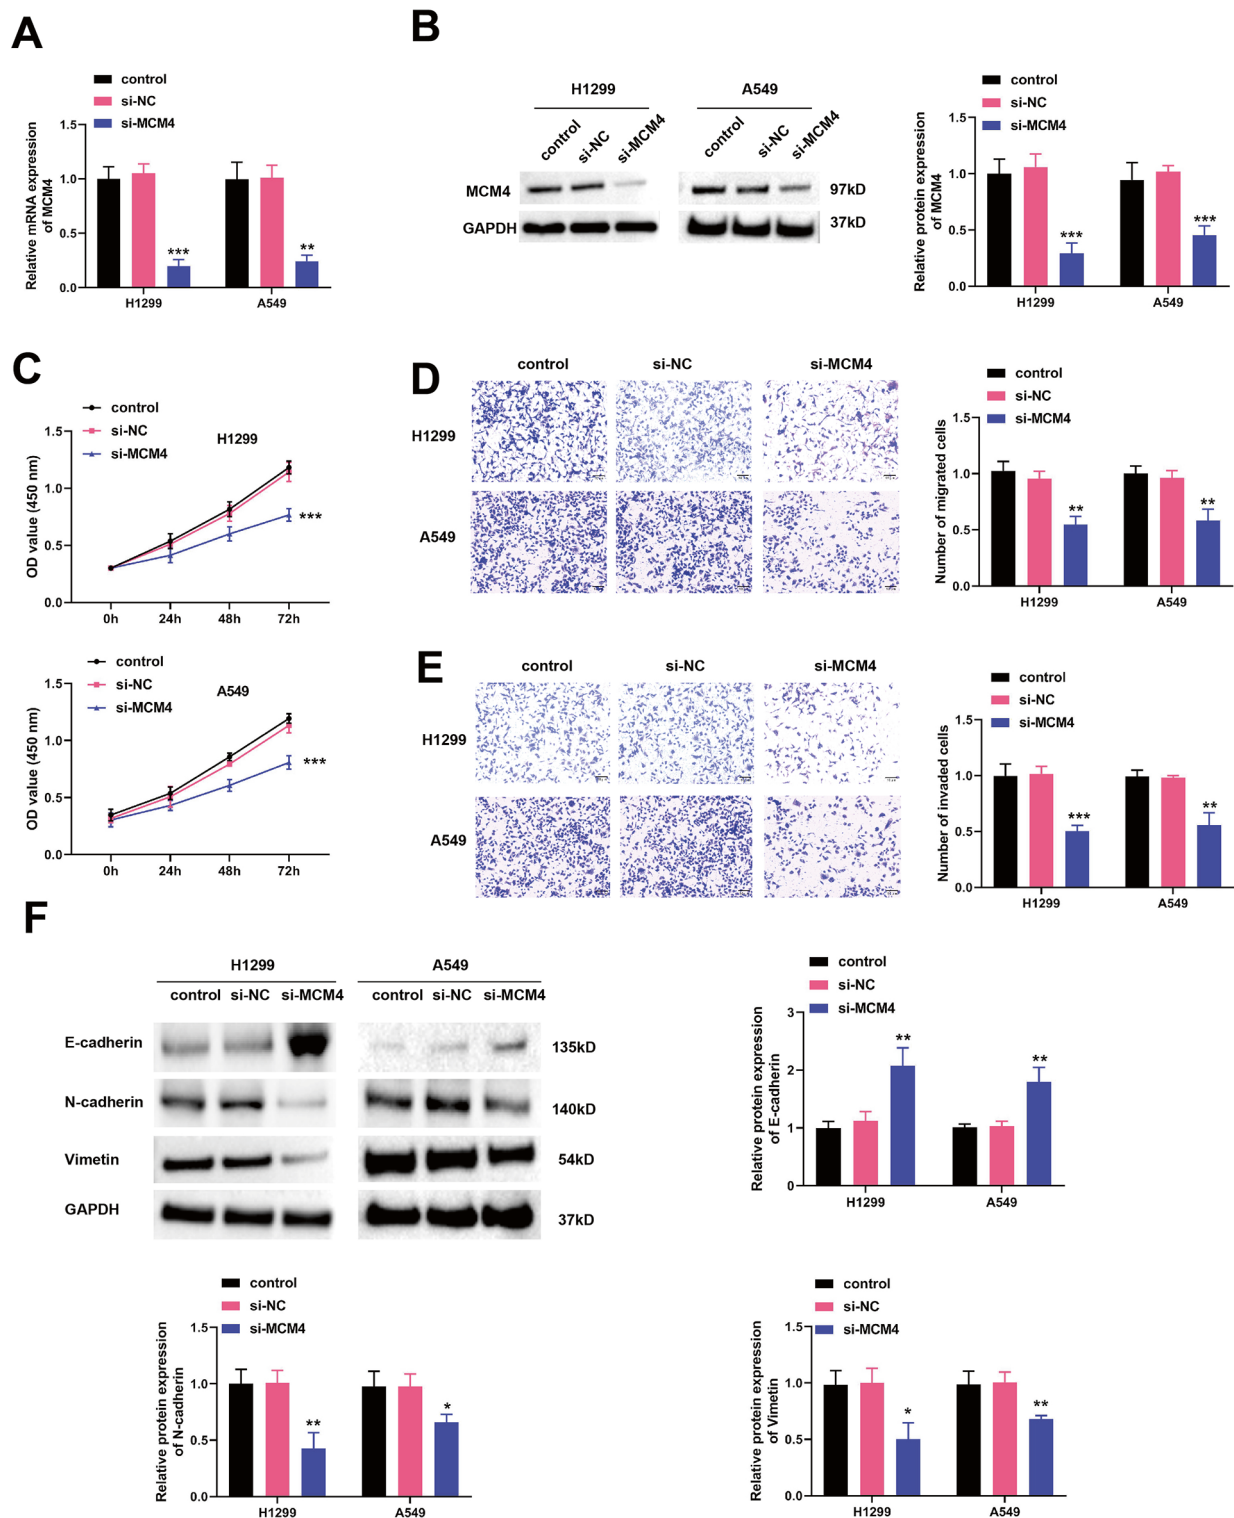 A
control
si-NC
si-MCM4
Relative mRNA expression
of MCM4
1.5
1.0
0.5
0.0
***
**
H1299
A549
B
H1299
A549
control
si-NC
si-MCM4
control
si-NC
si-MCM4
MCM4
97kD
GAPDH
37kD
control
si-NC
si-MCM4
Relative protein expression
of MCM4
1.5
1.0
0.5
0.0
***
***
H1299
A549
C
control
si-NC
si-MCM4
H1299
OD value (450 nm)
1.5
1.0
0.5
0.0
***
0h
24h
48h
72h
control
si-NC
si-MCM4
A549
OD value (450 nm)
1.5
1.0
0.5
0.0
***
0h
24h
48h
72h
D
control
si-NC
si-MCM4
H1299
A549
control
si-NC
si-MCM4
Number of migrated cells
1.5
1.0
0.5
0.0
**
**
H1299
A549
E
control
si-NC
si-MCM4
H1299
A549
control
si-NC
si-MCM4
Number of invaded cells
1.5
1.0
0.5
0.0
***
**
H1299
A549
F
H1299
A549
control si-NC si-MCM4
control si-NC si-MCM4
E-cadherin
135kD
N-cadherin
140kD
Vimetin
54kD
GAPDH
37kD
control
si-NC
si-MCM4
Relative protein expression
of E-cadherin
3
2
1
0
**
**
H1299
A549
control
si-NC
si-MCM4
Relative protein expression
of N-cadherin
1.5
1.0
0.5
0.0
**
*
H1299
A549
control
si-NC
si-MCM4
Relative protein expression
of Vimetin
1.5
1.0
0.5
0.0
*
**
H1299
A549